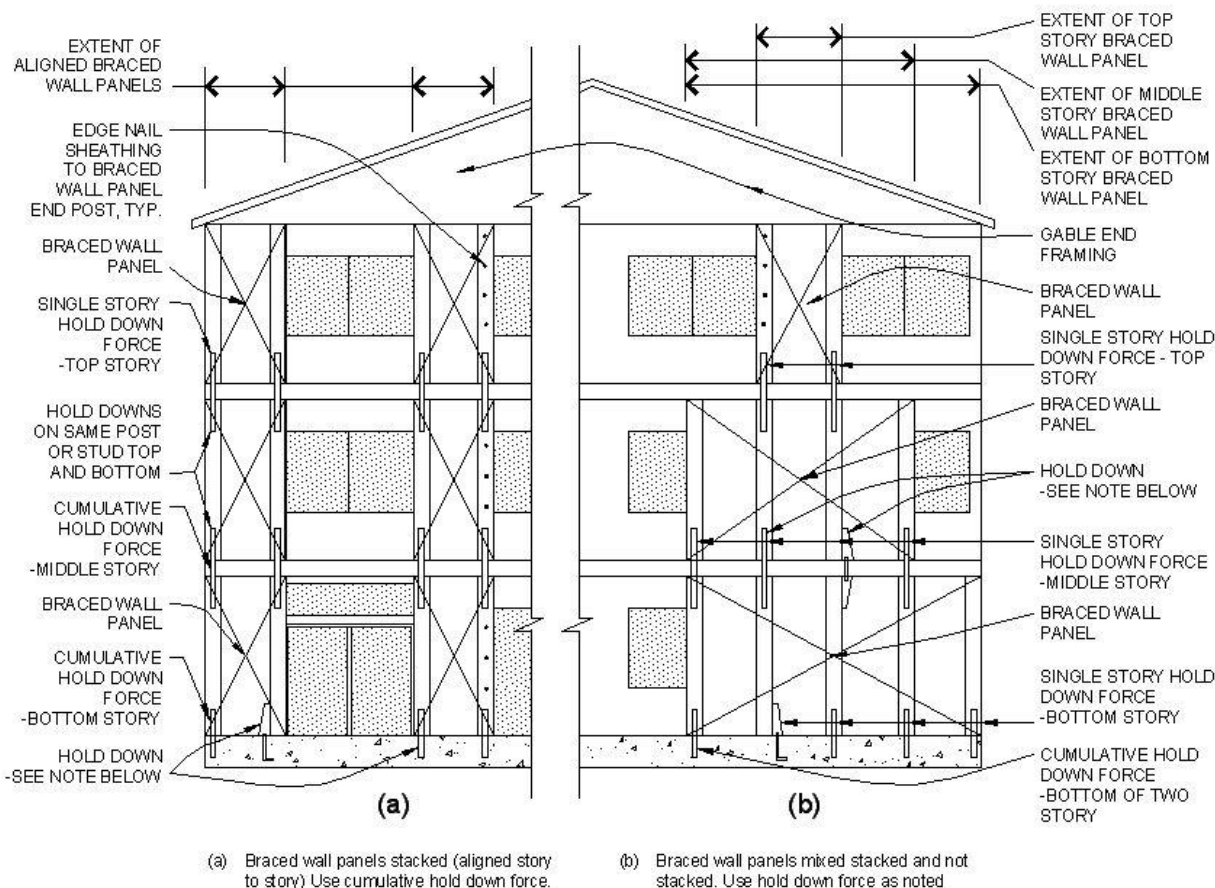 EXTENT OF
ALIGNED BRACED
WALL PANELS
EDGE NAIL
SHEATHING
TO BRACED
WALL PANEL
END POST, TYP.
BRACED WALL
PANEL
SINGLE STORY
HOLD DOWN
FORCE
-TOP STORY
HOLD DOWNS
ON SAME POST
OR STUD TOP
AND BOTTOM
CUMULATIVE
HOLD DOWN
FORCE
-MIDDLE STORY
BRACED WALL
PANEL
CUMULATIVE
HOLD DOWN
FORCE
-BOTTOM STORY
HOLD DOWN
-SEE NOTE BELOW
EXTENT OF TOP
STORY BRACED
WALL PANEL
EXTENT OF MIDDLE
STORY BRACED
WALL PANEL
EXTENT OF BOTTOM
STORY BRACED
WALL PANEL
GABLE END
FRAMING
BRACED WALL
PANEL
SINGLE STORY HOLD
DOWN FORCE - TOP
STORY
BRACED WALL
PANEL
HOLD DOWN
-SEE NOTE BELOW
SINGLE STORY
HOLD DOWN FORCE
-MIDDLE STORY
BRACED WALL
PANEL
SINGLE STORY HOLD
DOWN FORCE
-BOTTOM STORY
CUMULATIVE HOLD
DOWN FORCE
-BOTTOM OF TWO
STORY
(a)
(b)
(a) Braced wall panels stacked (aligned story
to story) Use cumulative hold down force.
(b) Braced wall panels mixed stacked and not
stacked. Use hold down force as noted